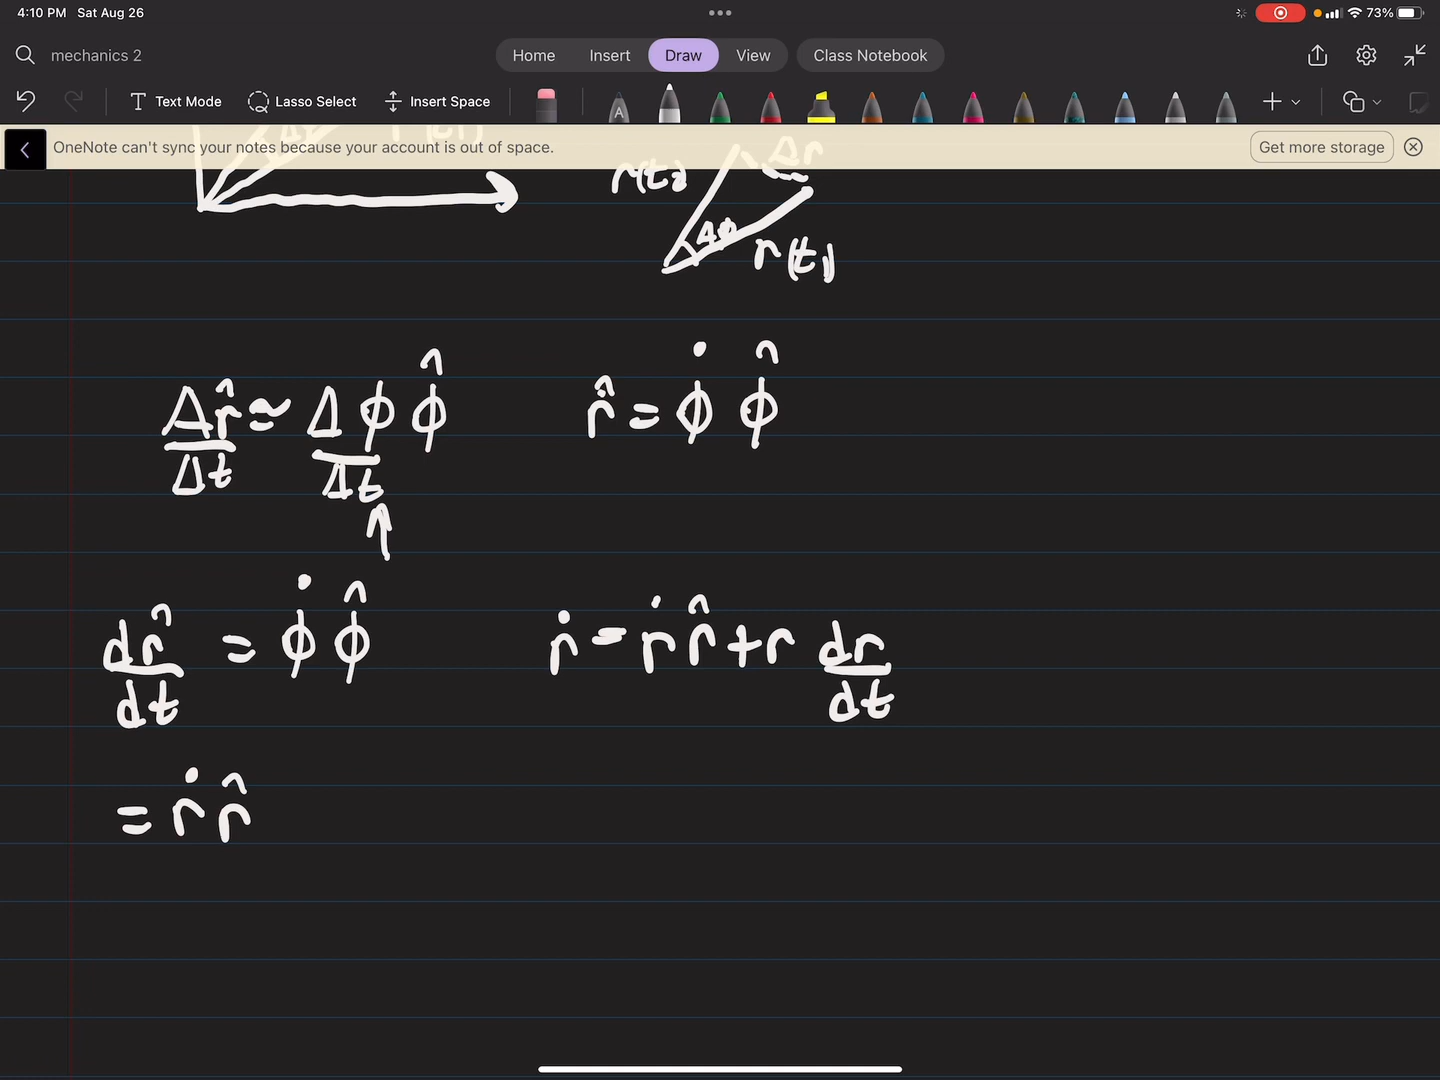 4:10 PM Sat Aug 26
73%
mechanics 2
Home Insert Draw View Class Notebook
Text Mode Lasso Select Insert Space
A
OneNote can't sync your notes because your account is out of space.
Get more storage
r(t₂ Δr
Δϕ r(t)
Δr̂/Δt ≈ Δϕ/Δt ϕ̂
r̂̇ = ϕ̇ ϕ̂
↑
dr̂/dt = ϕ̇ ϕ̂
ṙ = ṙ r̂ + r dr/dt
= ṙ r̂